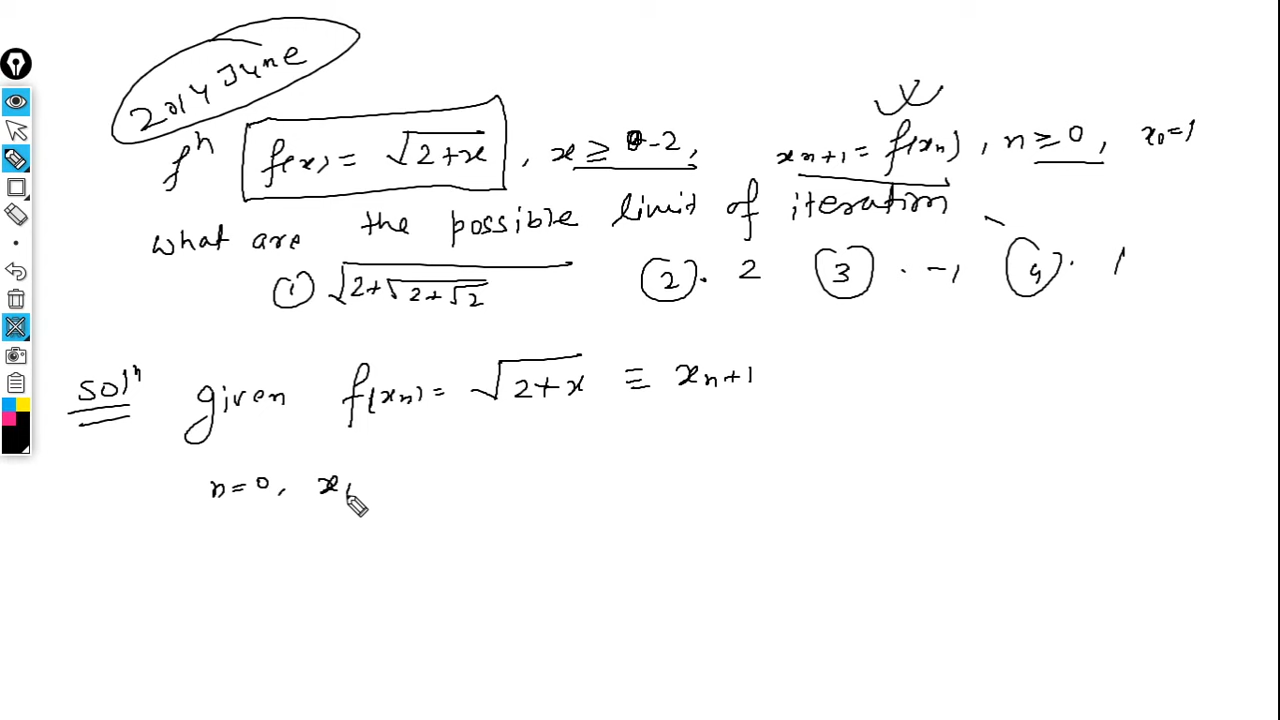 2014 June
fⁿ f(x) = √(2+x) , x ≥ -2, xₙ₊₁ = f(xₙ) , n ≥ 0 , x₀=1
what are the possible limit of iteration
① √(2+√(2+√2)) ②. 2 ③. -1 ④. 1
Solⁿ given f(xₙ) = √(2+x) ≡ xₙ₊₁
n=0, x₁